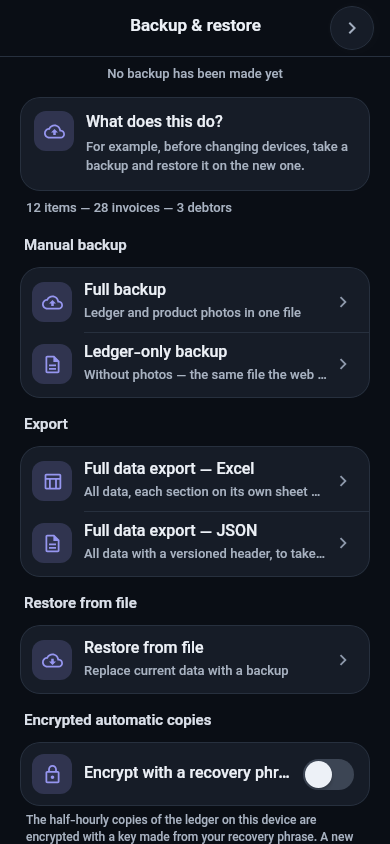 Backup & restore
No backup has been made yet
What does this do?
For example, before changing devices, take a
backup and restore it on the new one.
12 items — 28 invoices — 3 debtors
Manual backup
Full backup
Ledger and product photos in one file
Ledger-only backup
Without photos — the same file the web ...
Export
Full data export — Excel
All data, each section on its own sheet ...
Full data export — JSON
All data with a versioned header, to take...
Restore from file
Restore from file
Replace current data with a backup
Encrypted automatic copies
Encrypt with a recovery phr...
The half-hourly copies of the ledger on this device are
encrypted with a key made from your recovery phrase. A new